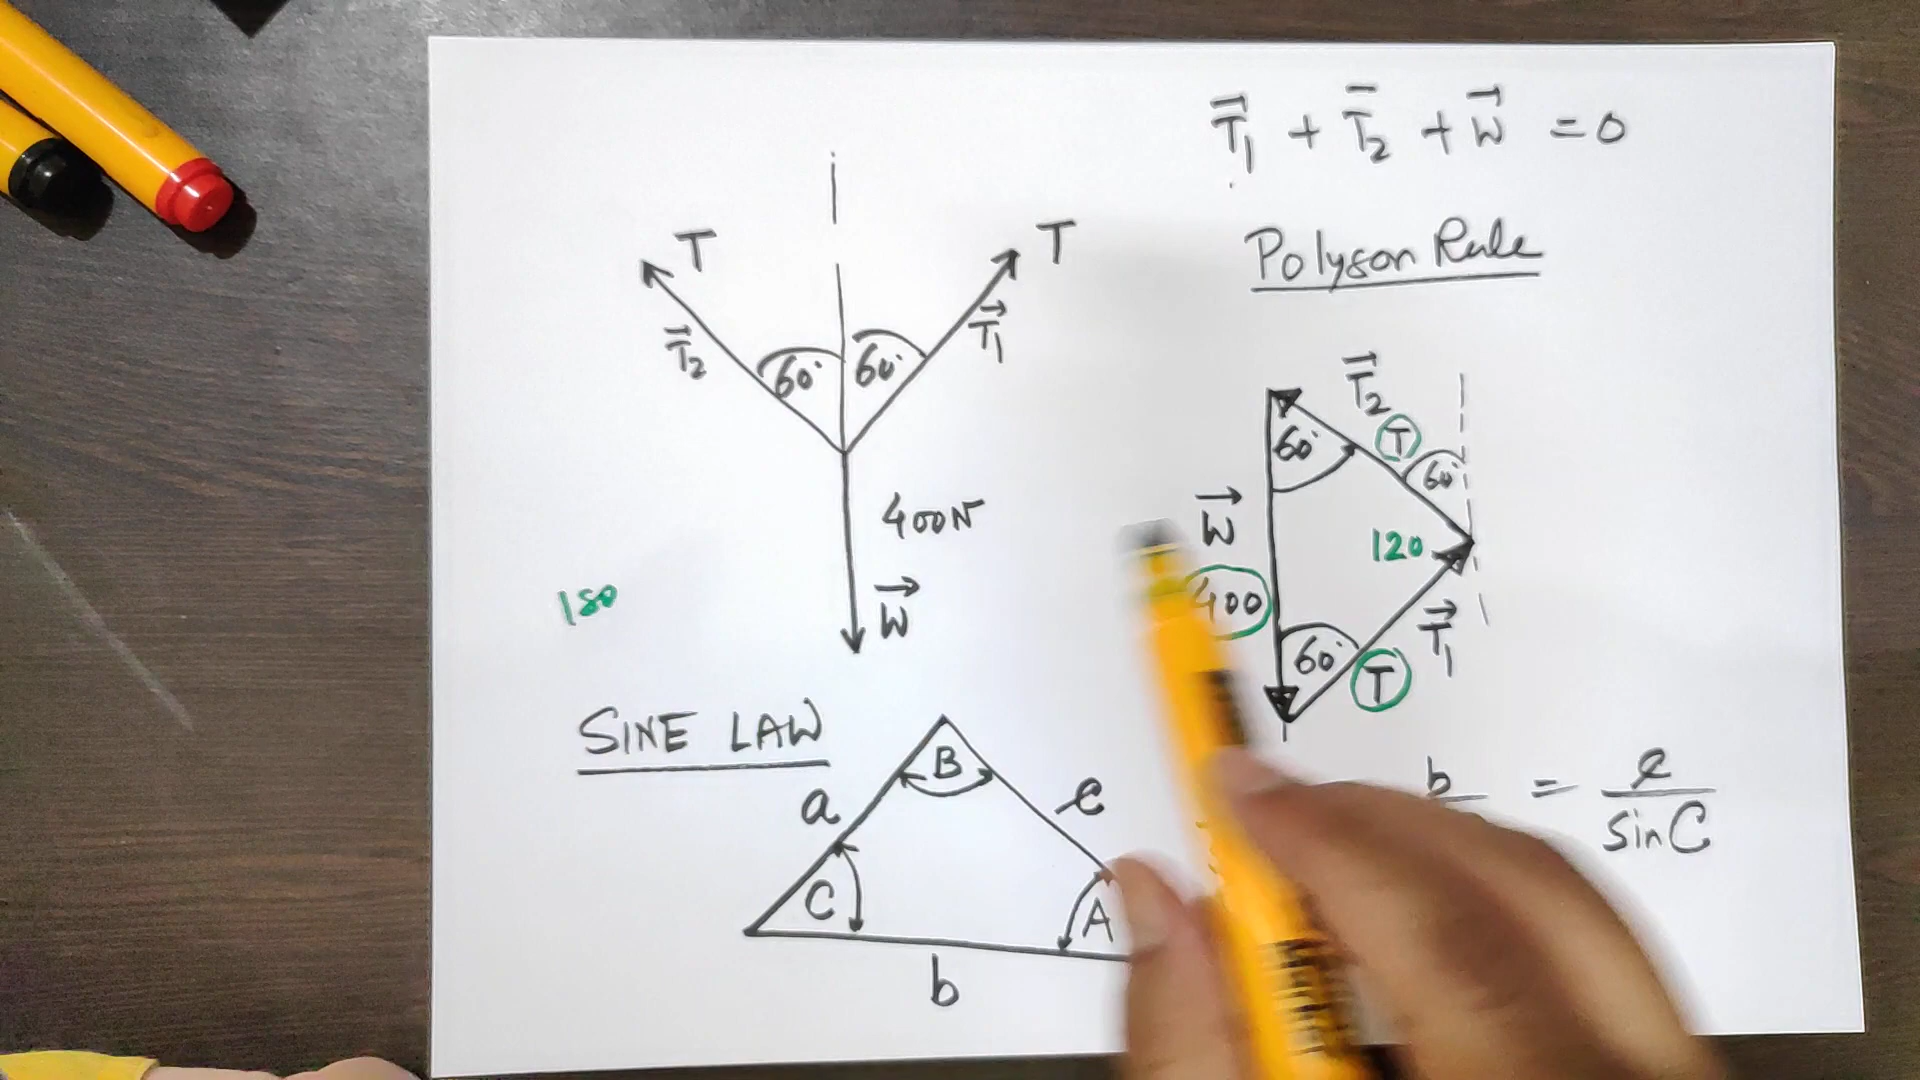 T⃗₁ + T̄₂ + W⃗ = 0
Polygon Rule
T
T
T̄₂
T⃗₁
60°
60°
400N
W⃗
180
T⃗₂
T
60°
60°
W⃗
120
400
60°
T
T⃗₁
SINE LAW
B
a
c
C
A
b
b = c
sinC